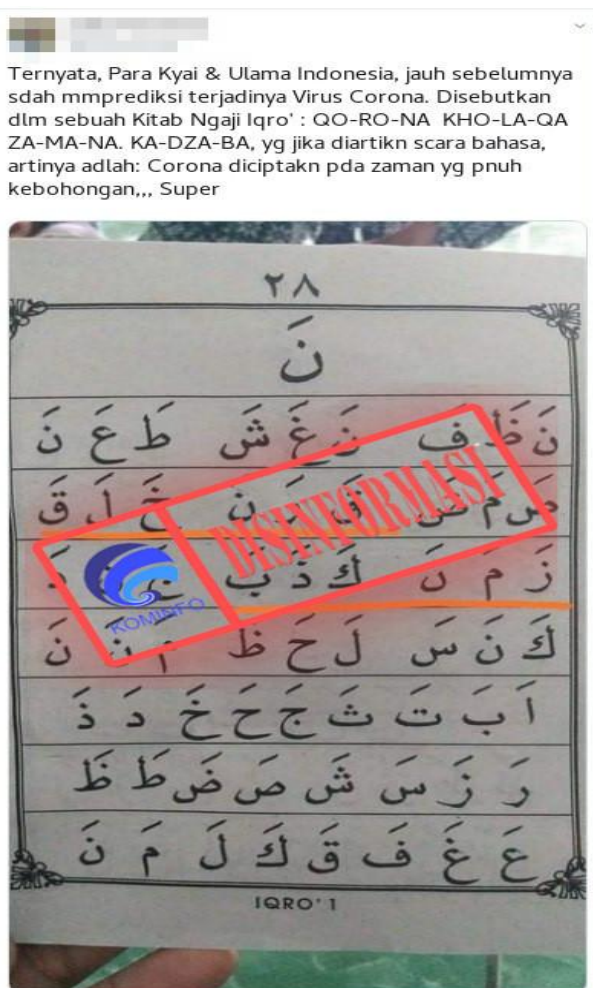 Ternyata, Para Kyai & Ulama Indonesia, jauh sebelumnya
sdah mmprediksi terjadinya Virus Corona. Disebutkan
dlm sebuah Kitab Ngaji Iqro' : QO-RO-NA KHO-LA-QA
ZA-MA-NA. KA-DZA-BA, yg jika diartikn scara bahasa,
artinya adlah: Corona diciptakn pda zaman yg pnuh
kebohongan,,, Super
٢٨
نَ
نَ ظَ فَ نَ غَ شَ طَ عَ نَ
صَ مَ قَ رَ نَ خَ لَ قَ
زَ مَ نَ كَ ذَ بَ
كَ نَ سَ لَ حَ ظَ مَ نَ نَ
اَ بَ تَ ثَ جَ حَ خَ دَ ذَ
رَ زَ سَ شَ صَ ضَ طَ ظَ
عَ غَ فَ قَ كَ لَ مَ نَ
IQRO' 1
DISINFORMASI
KOMINFO